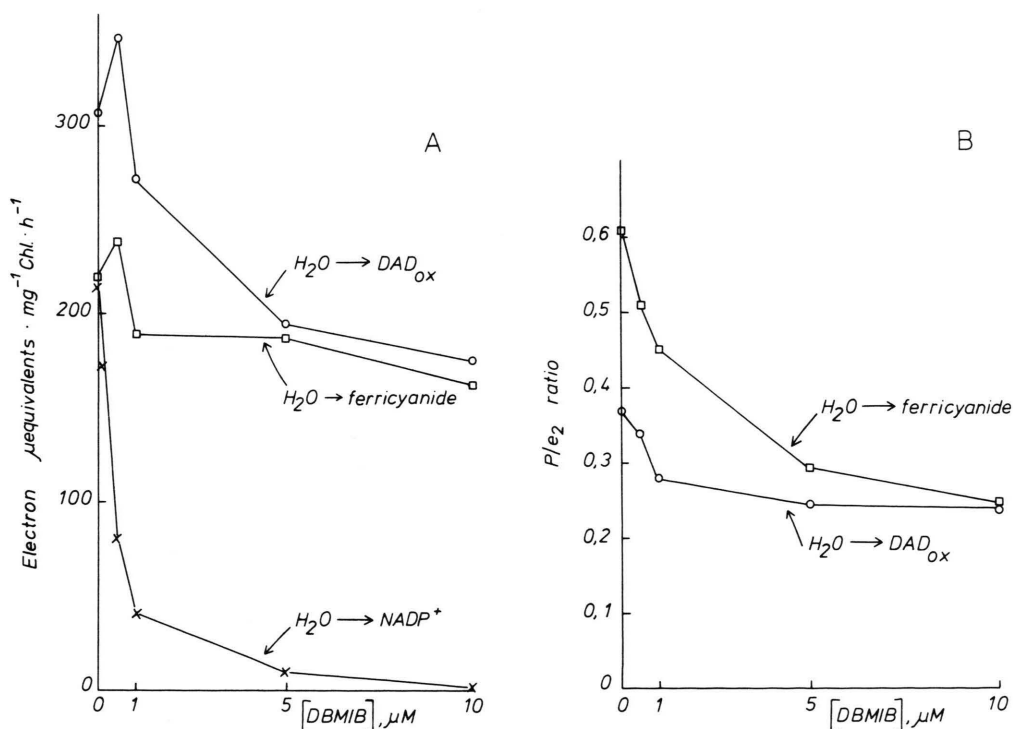 A
Electron µequivalents · mg⁻¹ Chl. · h⁻¹
300
200
100
00
H₂O → DADₒₓ
H₂O → ferricyanide
H₂O → NADP⁺
0 1 5 10
[DBMIB], µM
B
P/e₂ ratio
0,6
0,5
0,4
0,3
0,2
0,1
0
H₂O → ferricyanide
H₂O → DADₒₓ
0 1 5 10
[DBMIB], µM